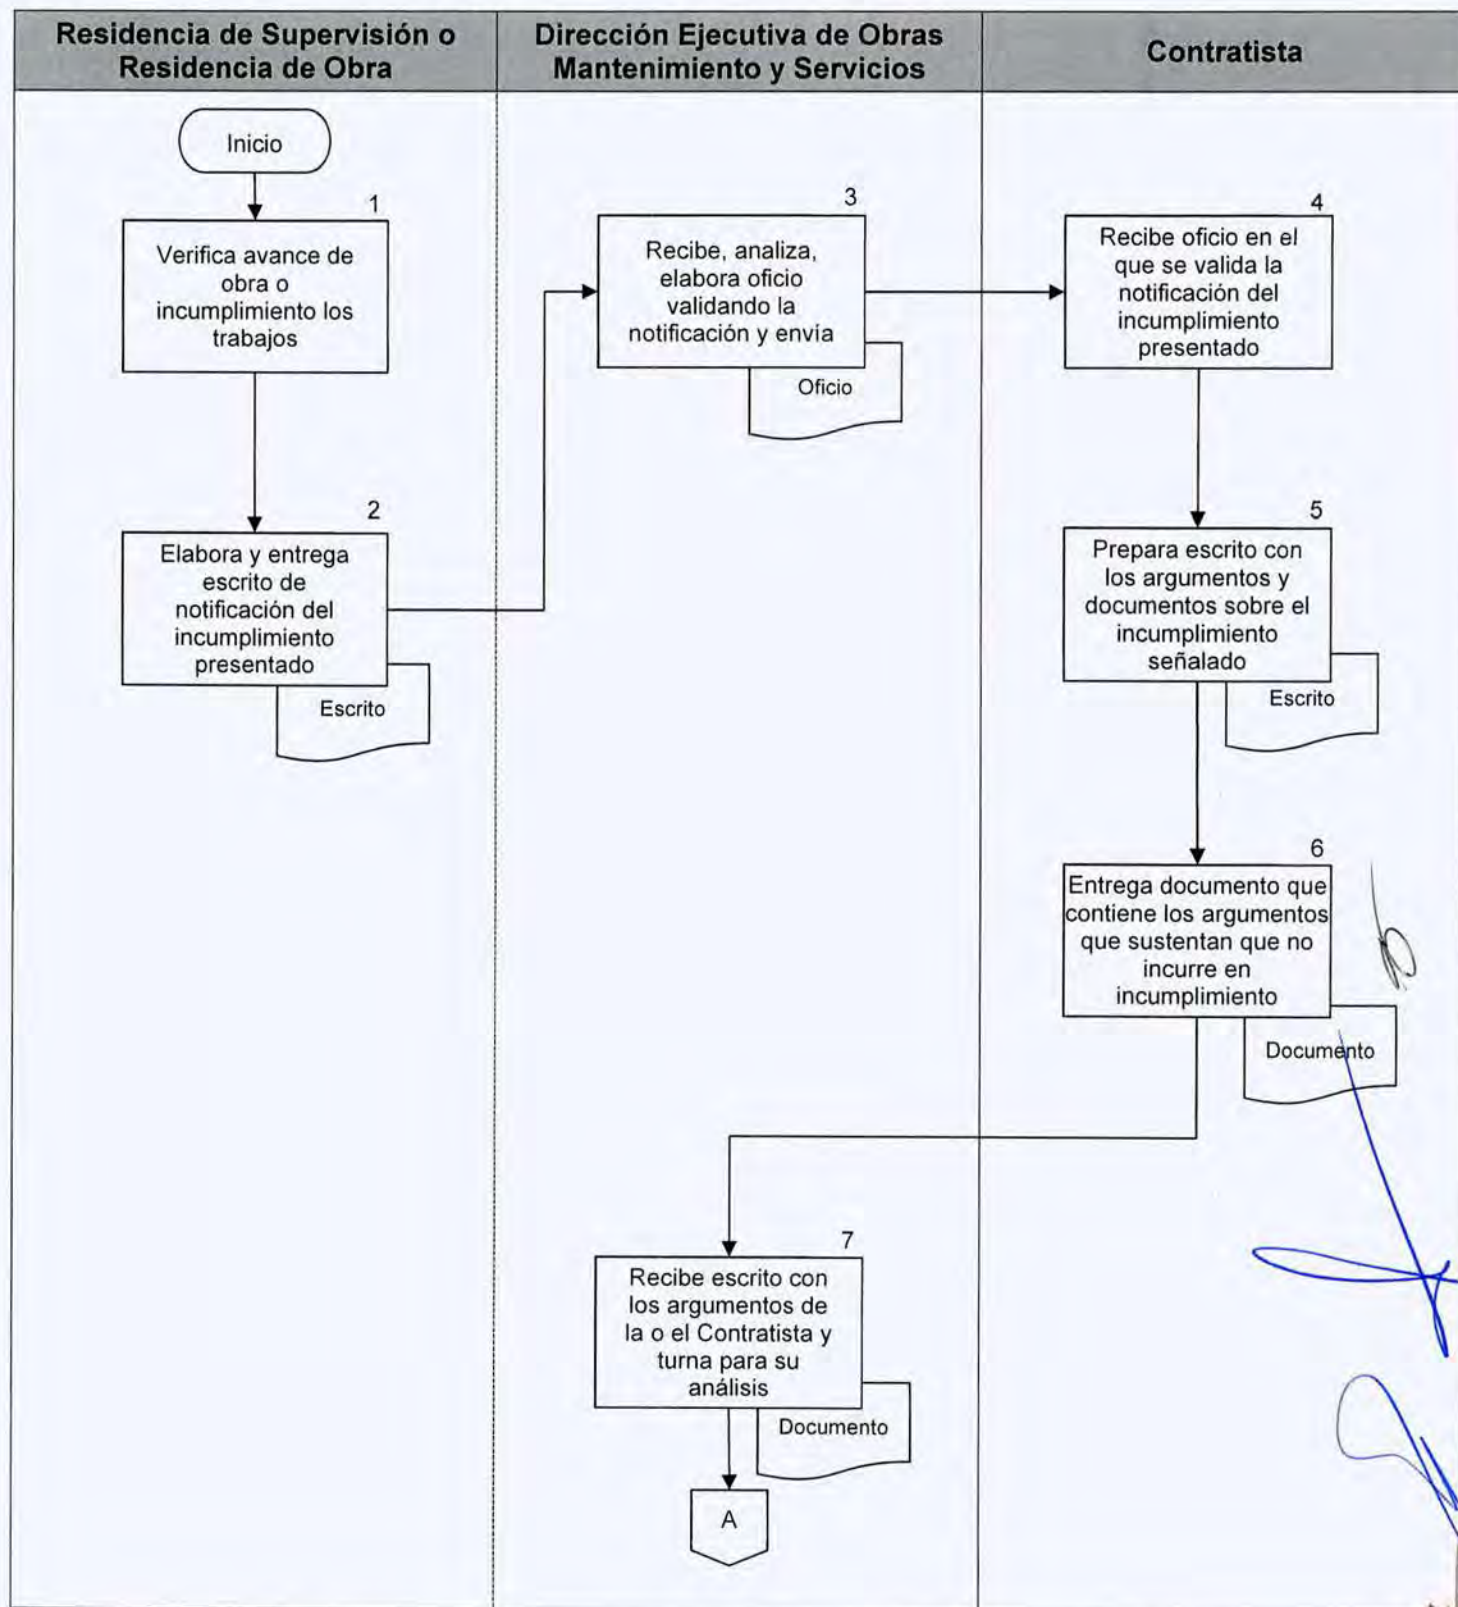 Residencia de Supervisión o
Residencia de Obra
Dirección Ejecutiva de Obras
Mantenimiento y Servicios
Contratista
Inicio
1
Verifica avance de
obra o
incumplimiento los
trabajos
2
Elabora y entrega
escrito de
notificación del
incumplimiento
presentado
Escrito
3
Recibe, analiza,
elabora oficio
validando la
notificación y envía
Oficio
4
Recibe oficio en el
que se valida la
notificación del
incumplimiento
presentado
5
Prepara escrito con
los argumentos y
documentos sobre el
incumplimiento
señalado
Escrito
6
Entrega documento que
contiene los argumentos
que sustentan que no
incurre en
incumplimiento
Documento
7
Recibe escrito con
los argumentos de
la o el Contratista y
turna para su
análisis
Documento
A